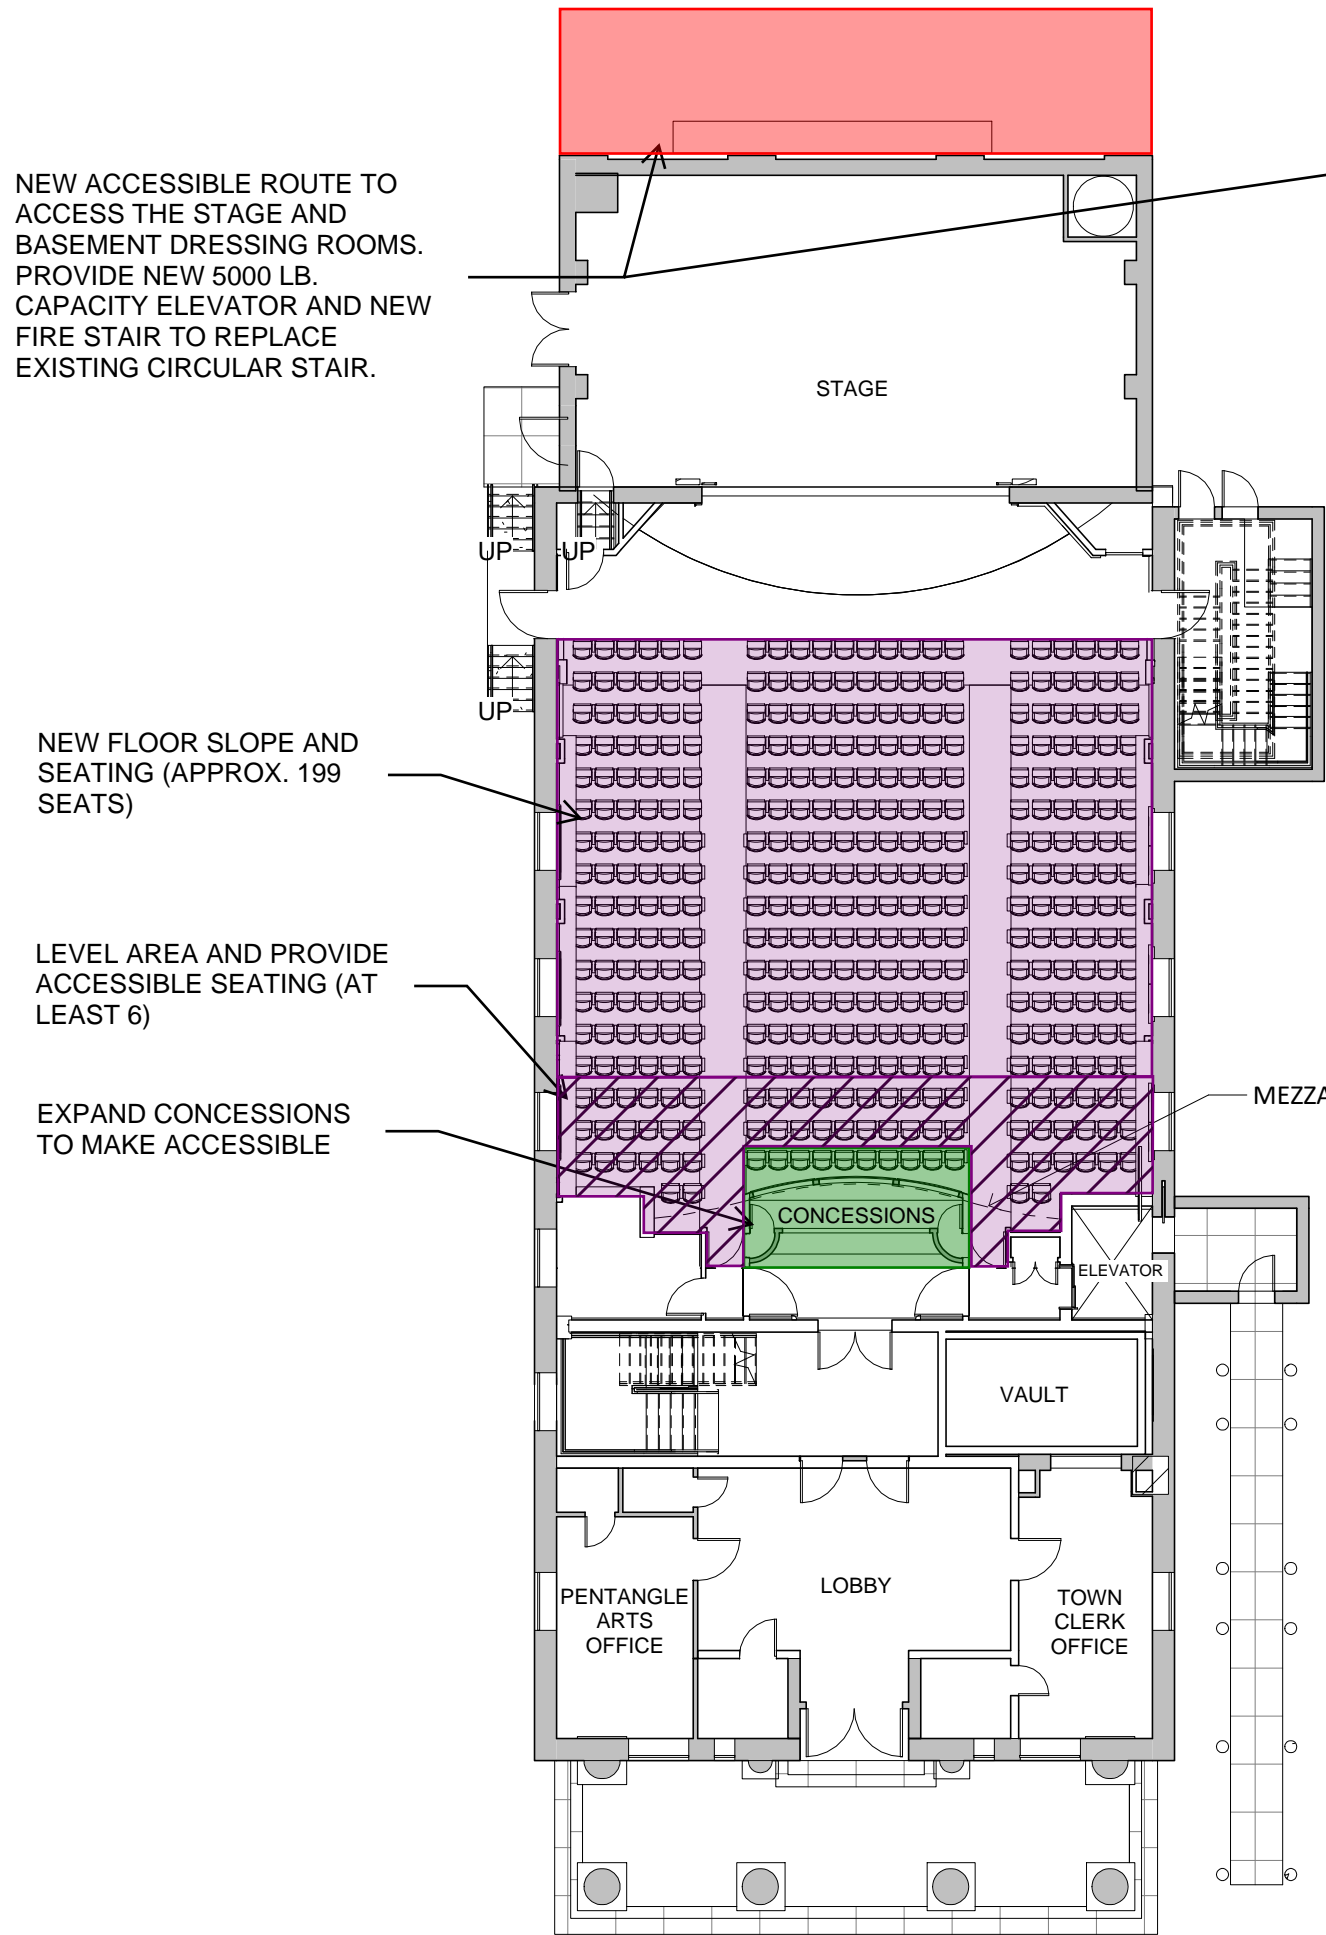 NEW ACCESSIBLE ROUTE TO
ACCESS THE STAGE AND
BASEMENT DRESSING ROOMS.
PROVIDE NEW 5000 LB.
CAPACITY ELEVATOR AND NEW
FIRE STAIR TO REPLACE
EXISTING CIRCULAR STAIR.
STAGE
UP
UP
UP
NEW FLOOR SLOPE AND
SEATING (APPROX. 199
SEATS)
LEVEL AREA AND PROVIDE
ACCESSIBLE SEATING (AT
LEAST 6)
MEZZA
EXPAND CONCESSIONS
TO MAKE ACCESSIBLE
CONCESSIONS
ELEVATOR
VAULT
LOBBY
PENTANGLE
ARTS
OFFICE
TOWN
CLERK
OFFICE